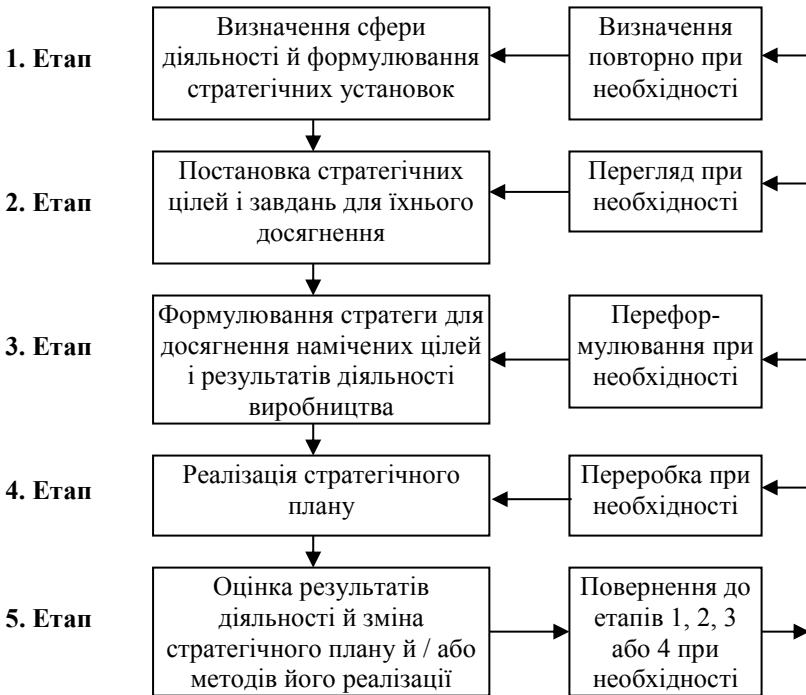 1. Етап
Визначення сфери
діяльності й формулювання
стратегічних установок
Визначення
повторно при
необхідності
2. Етап
Постановка стратегічних
цілей і завдань для їхнього
досягнення
Перегляд при
необхідності
3. Етап
Формулювання стратеги для
досягнення намічених цілей
і результатів діяльності
виробництва
Перефор-
мулювання при
необхідності
4. Етап
Реалізація стратегічного
плану
Переробка при
необхідності
5. Етап
Оцінка результатів
діяльності й зміна
стратегічного плану й / або
методів його реалізації
Повернення до
етапів 1, 2, 3
або 4 при
необхідності